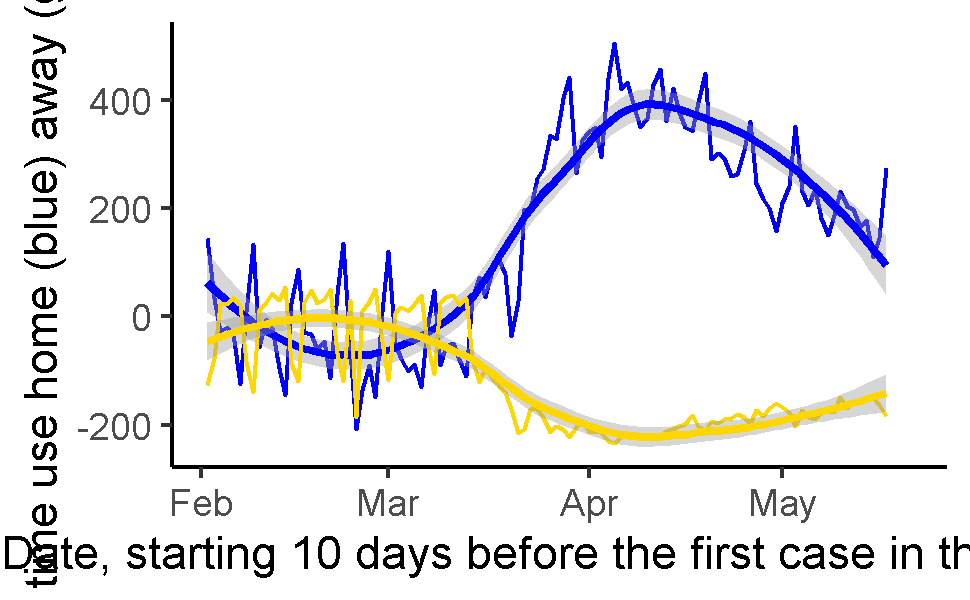 time use home (blue) away (
400
200
0
-200
Feb Mar Apr May
Date, starting 10 days before the first case in th